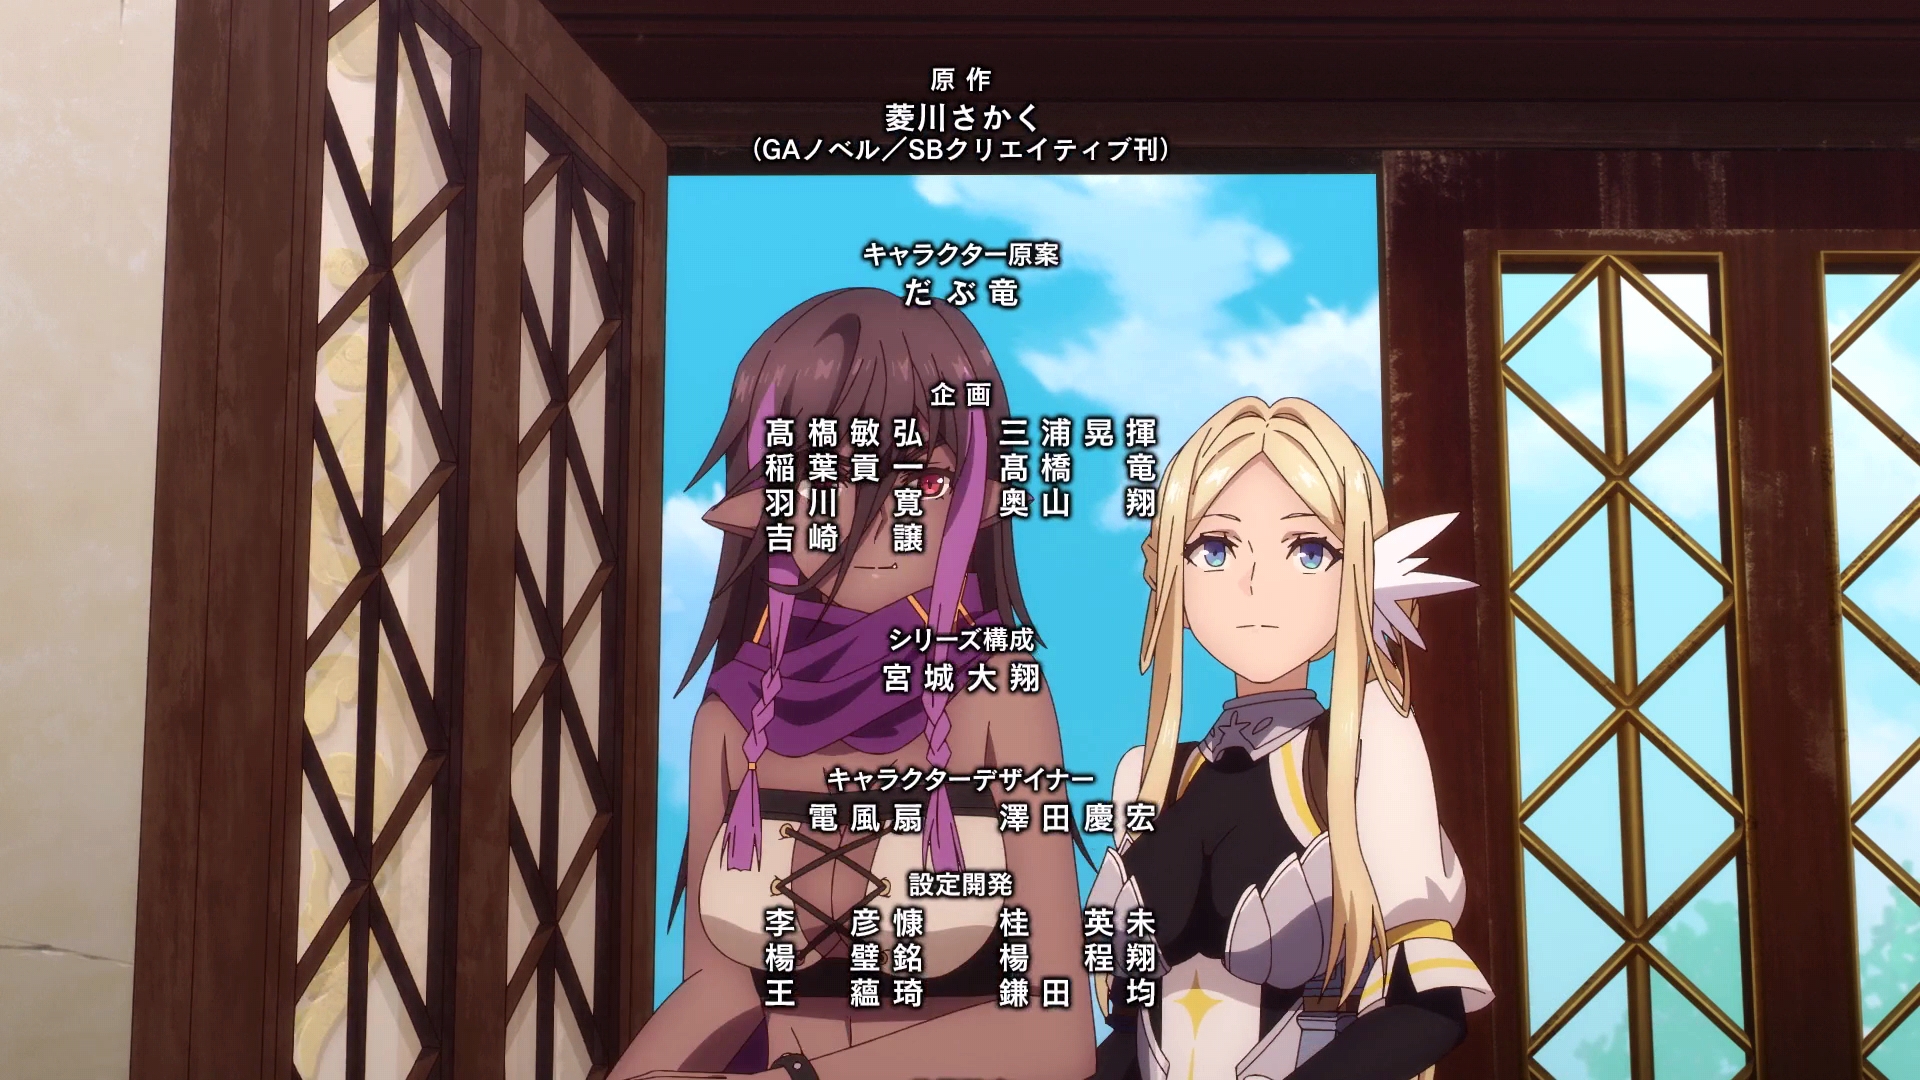 原作
菱川さかく
(GAノベル／SBクリエイティブ刊)
キャラクター原案
だぶ竜
企画
髙橋敏弘 三浦晃揮
稲葉貢一 髙橋竜
羽川寛 奥山翔
吉崎譲
シリーズ構成
宮城大翔
キャラクターデザイナー
電風扇 澤田慶宏
設定開発
李彦慷 桂英未
楊璧銘 楊程翔
王蘊琦 鎌田均